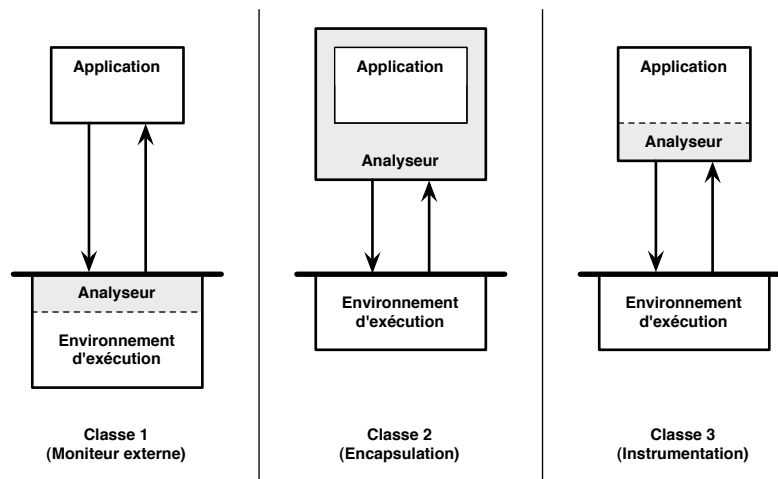 Application
Analyseur
Environnement
d'exécution
Classe 1
(Moniteur externe)
Application
Analyseur
Environnement
d'exécution
Classe 2
(Encapsulation)
Application
Analyseur
Environnement
d'exécution
Classe 3
(Instrumentation)